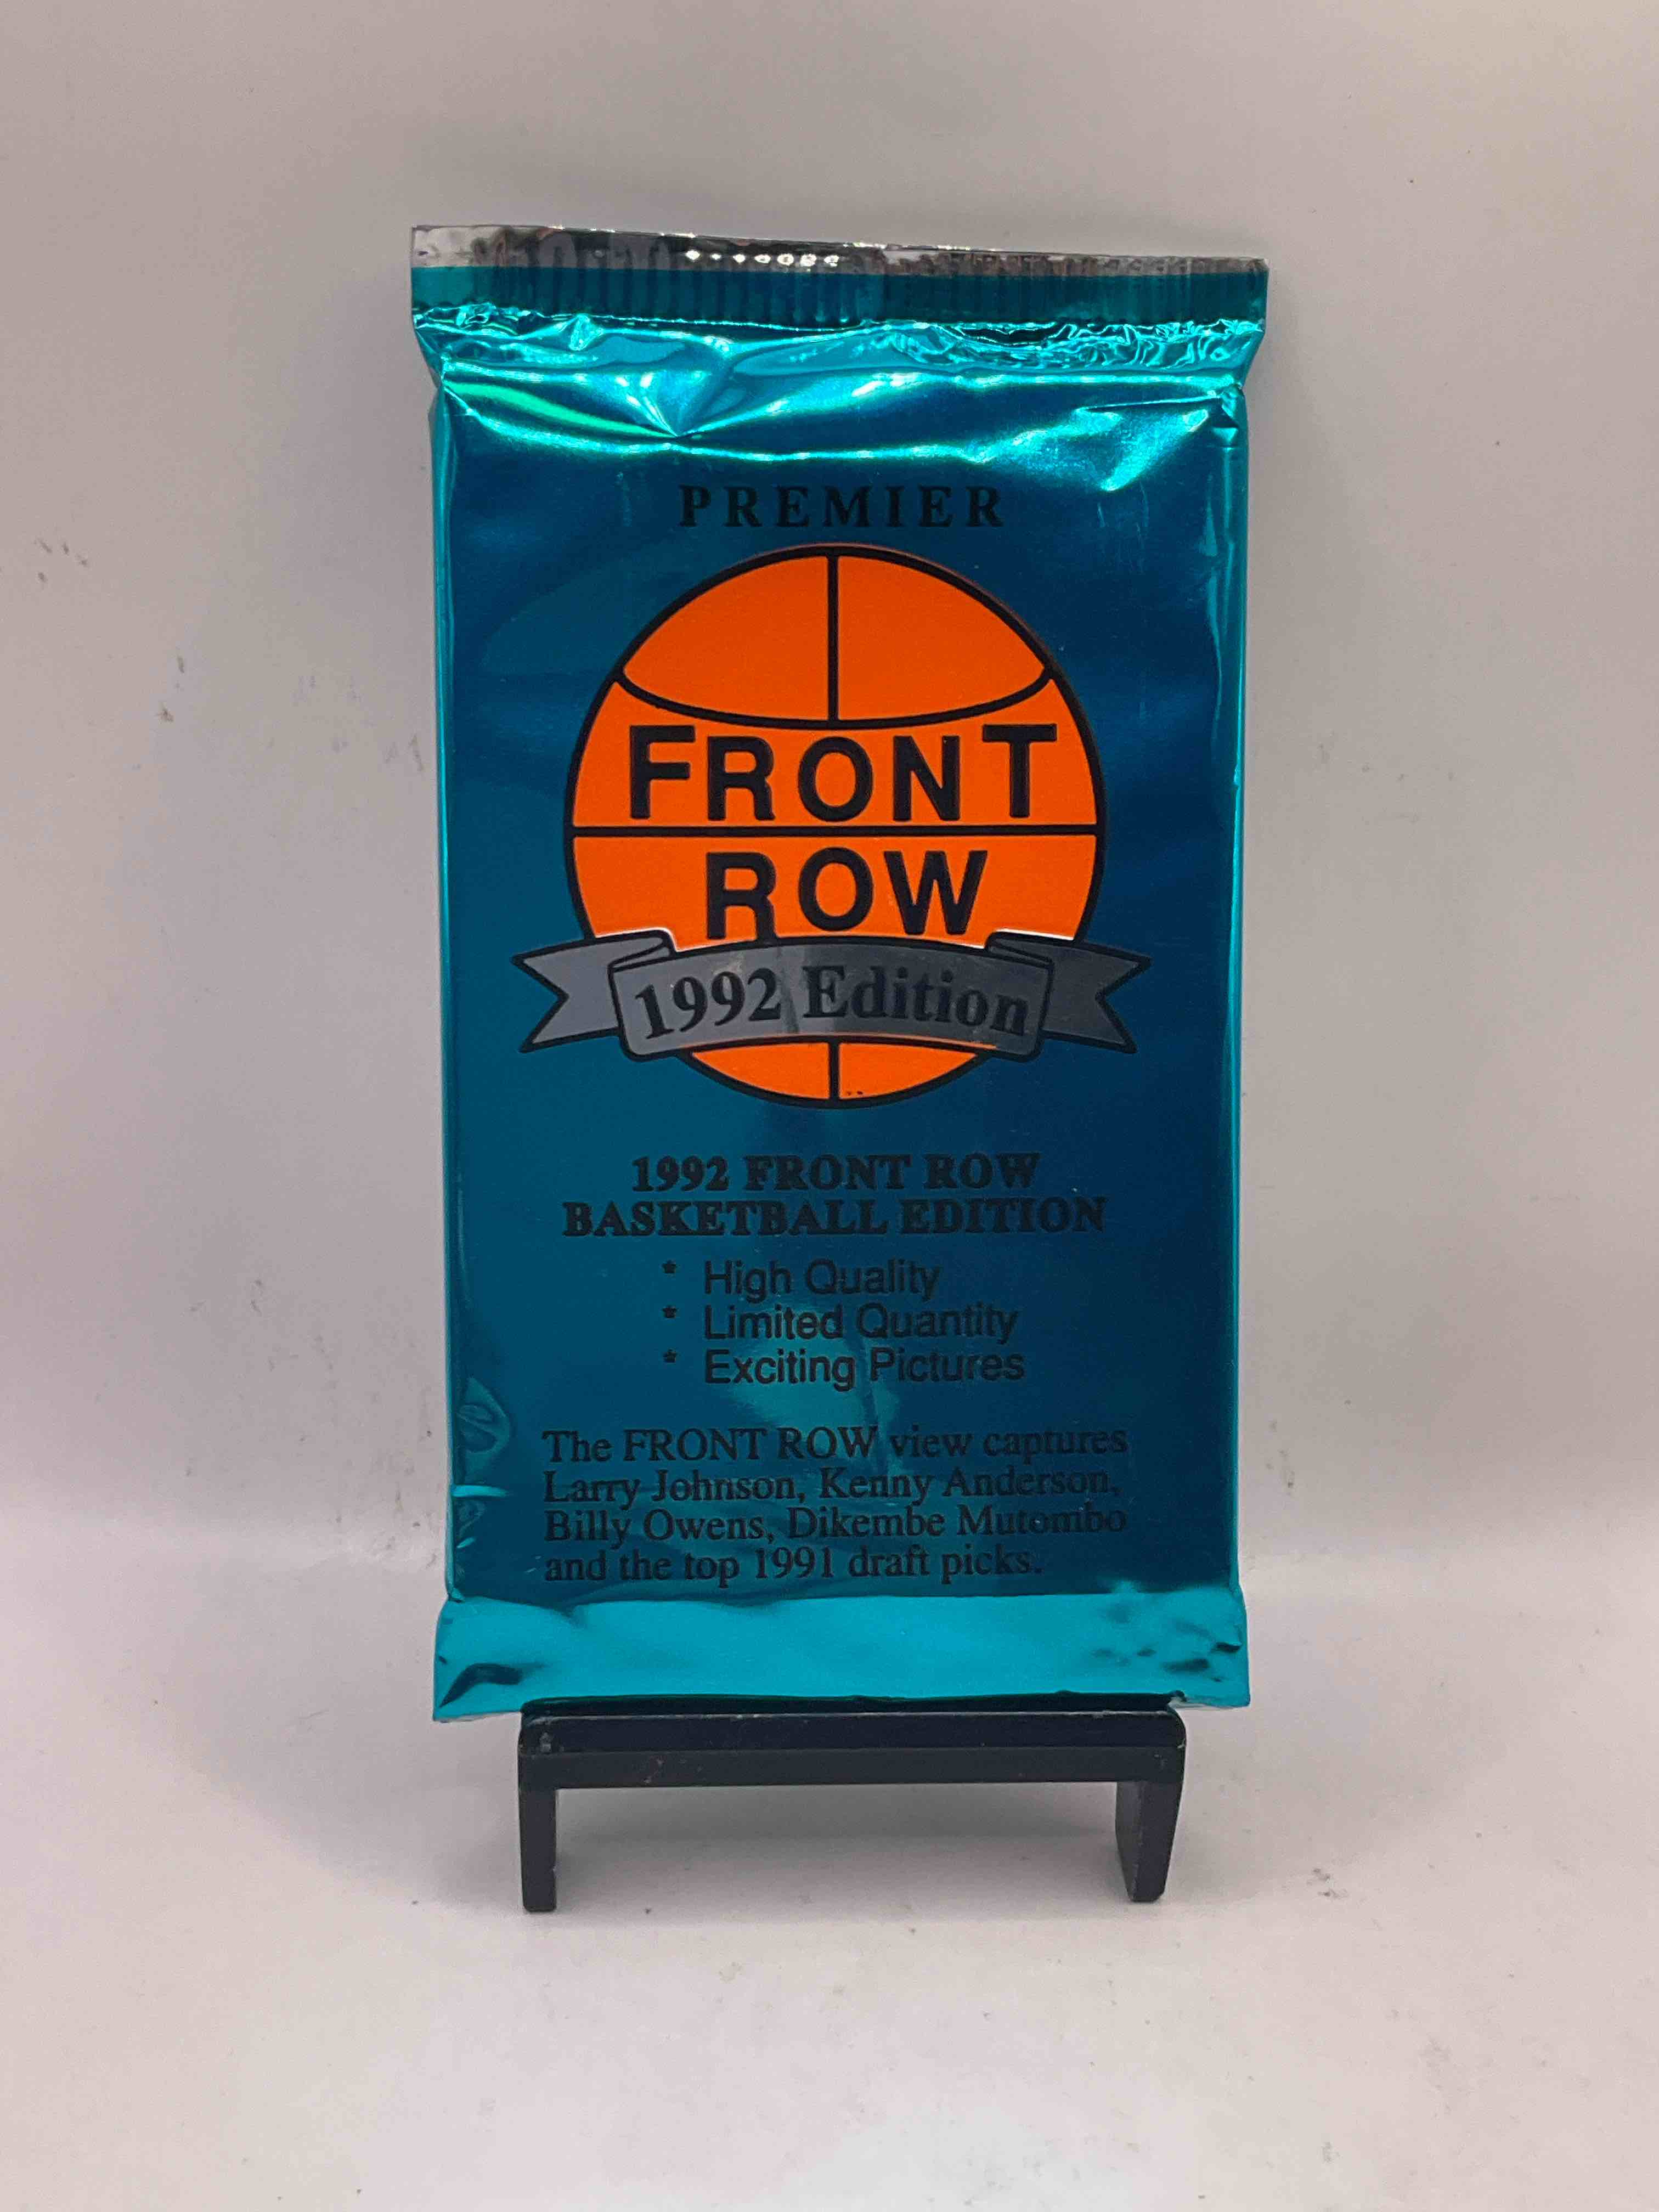 PREMIER
FRONT
ROW
1992 Edition
1992 FRONT ROW
BASKETBALL EDITION
* High Quality
* Limited Quantity
* Exciting Pictures
The FRONT ROW view captures
Larry Johnson, Kenny Anderson,
Billy Owens, Dikembe Mutombo
and the top 1991 draft picks.